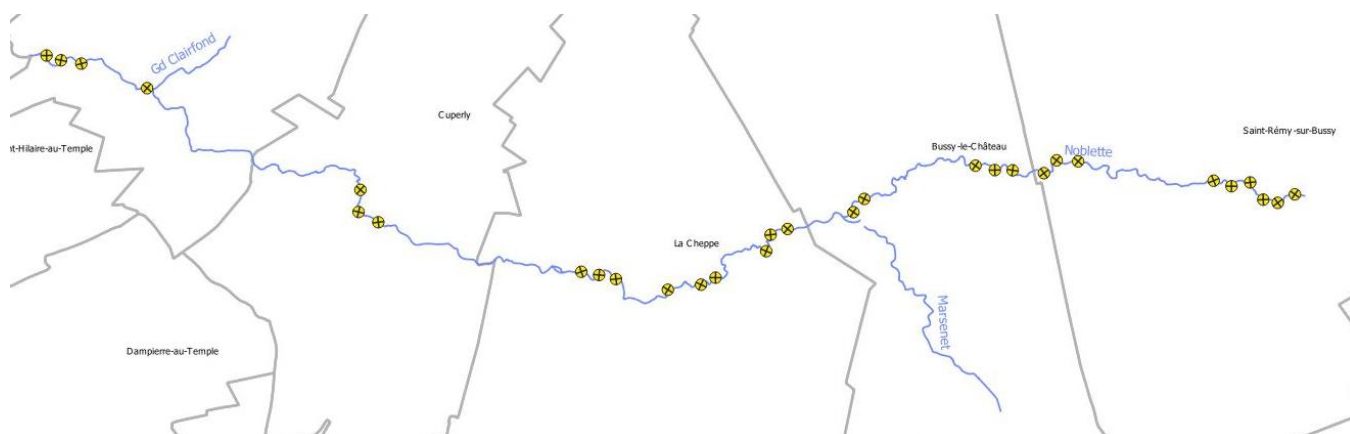 Gd Clairfond
Cuperly
Saint-Rémy-sur-Bussy
nt-Hilaire-au-Temple
Bussy-le-Château
Noblette
La Cheppe
Marsenet
Dampierre-au-Temple